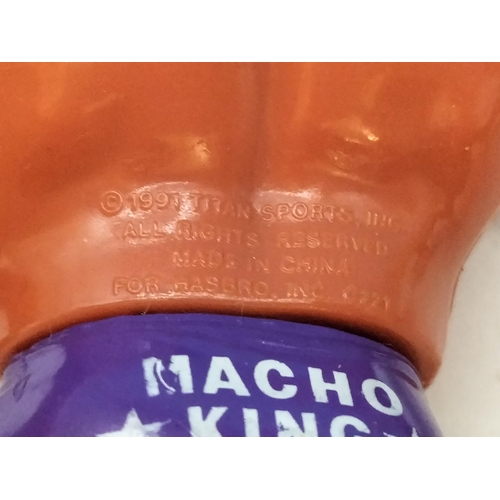 © 1991 TITAN SPORTS, INC.
ALL RIGHTS RESERVED
MADE IN CHINA
FOR HASBRO, INC.
MACHO
KING